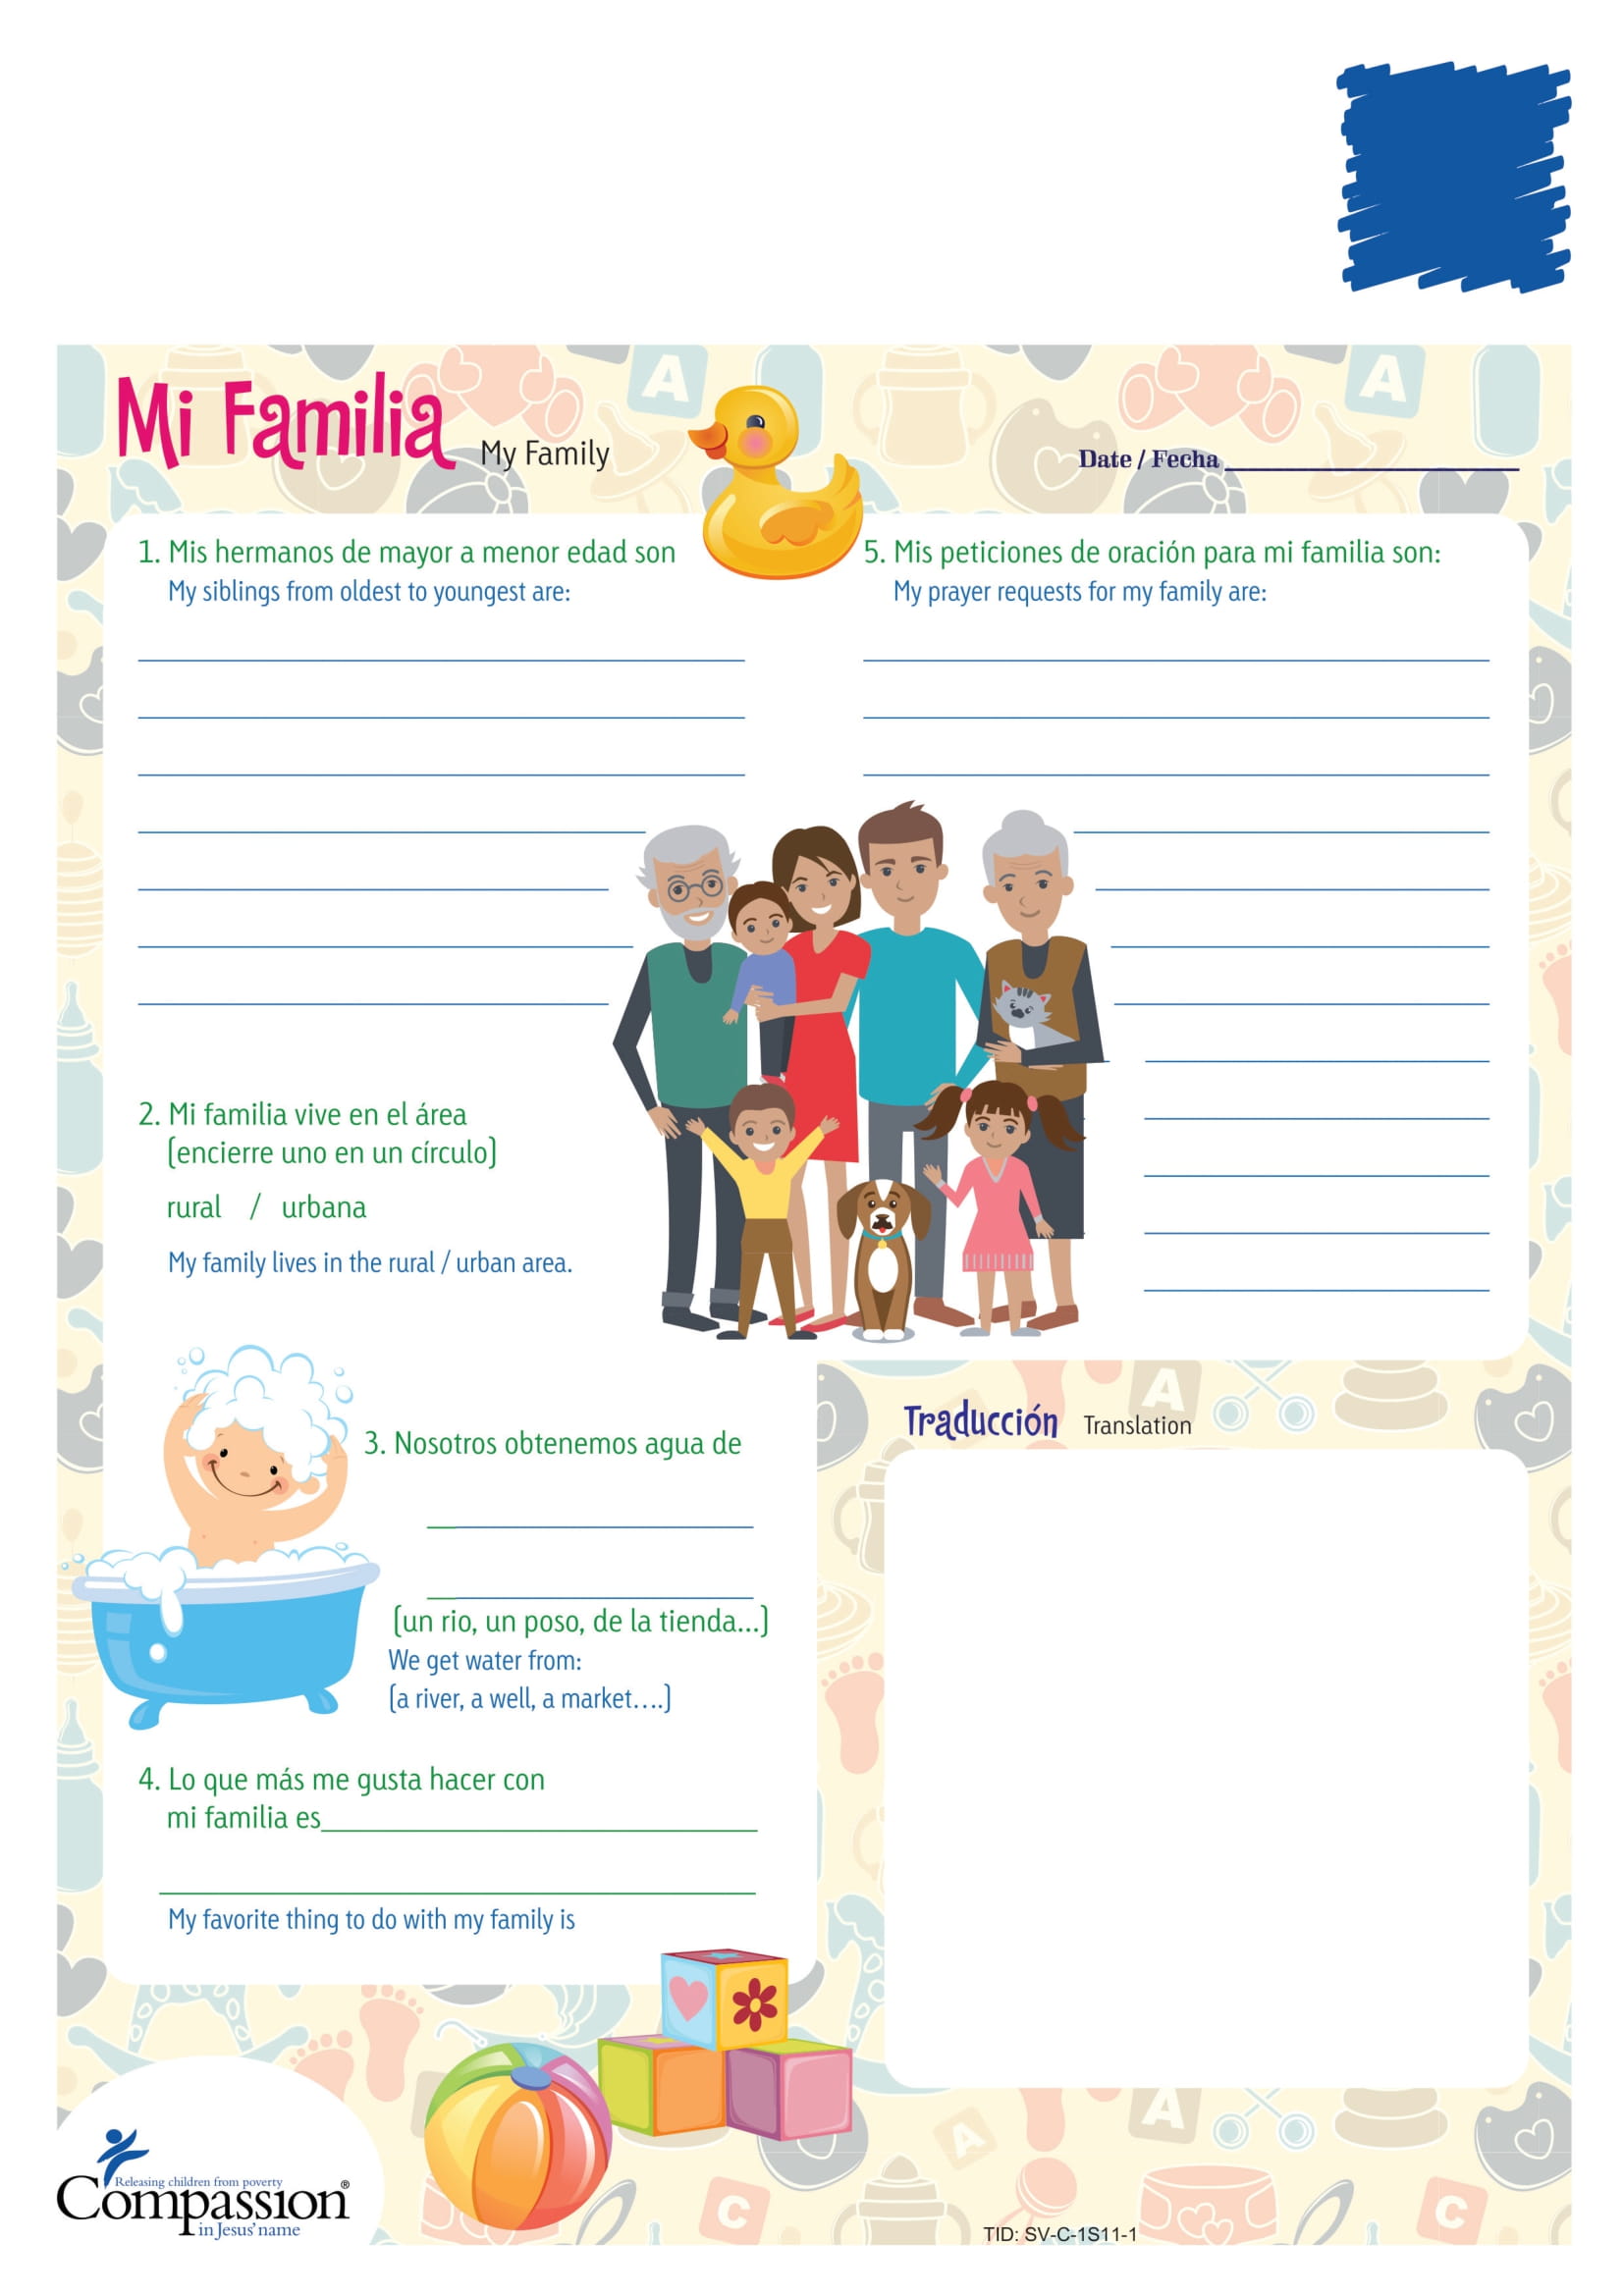 Mi Familia My Family
Date / Fecha
1. Mis hermanos de mayor a menor edad son
My siblings from oldest to youngest are:
2. Mi familia vive en el área
(encierre uno en un círculo)
rural / urbana
My family lives in the rural / urban area.
3. Nosotros obtenemos agua de
(un rio, un poso, de la tienda...)
We get water from:
(a river, a well, a market....)
4. Lo que más me gusta hacer con
mi familia es
My favorite thing to do with my family is
5. Mis peticiones de oración para mi familia son:
My prayer requests for my family are:
Traducción Translation
Releasing children from poverty
Compassion®
in Jesus' name
TID: SV-C-1S11-1
A
A
A
A
A
C
C